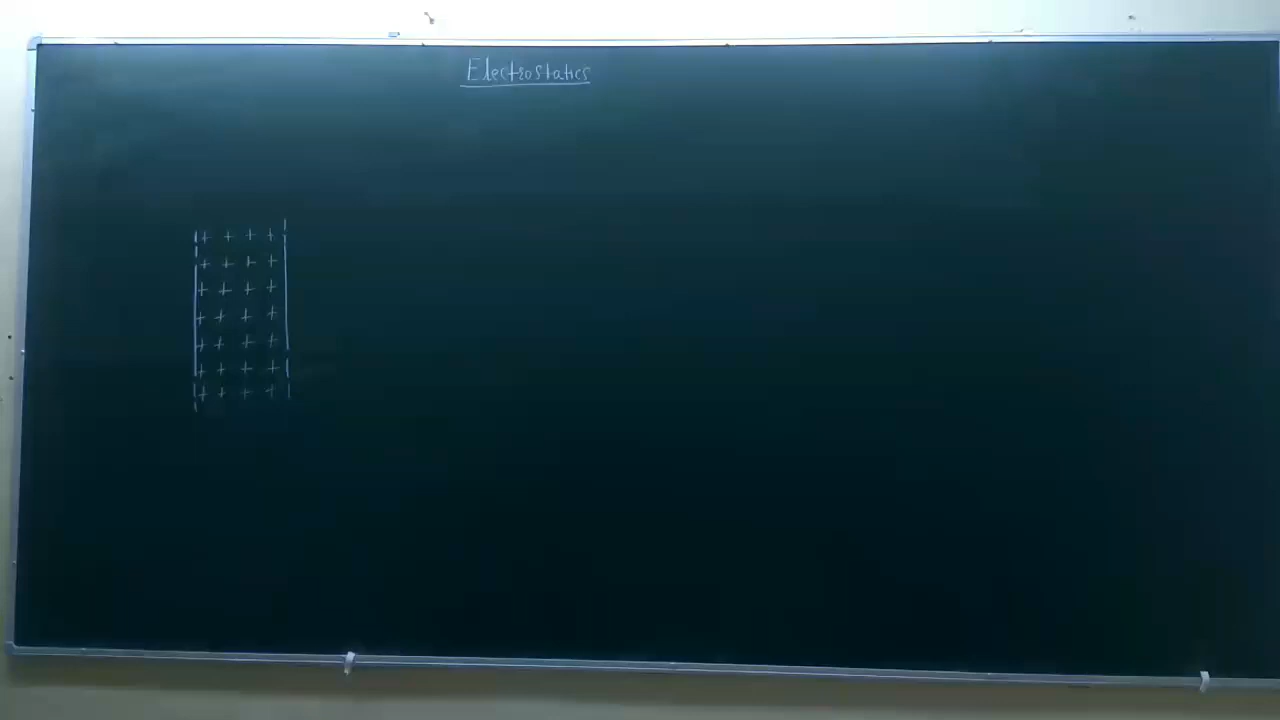 Electrostatics
+ + + +
+ + + +
+ + + +
+ + + +
+ + + +
+ + + +
+ + + +